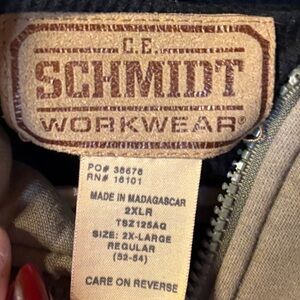 C.E.
SCHMIDT
WORKWEAR®
PO# 38678
RN# 16101
MADE IN MADAGASCAR
2XLR
TSZ125AQ
SIZE: 2X-LARGE
REGULAR
(52-54)
CARE ON REVERSE